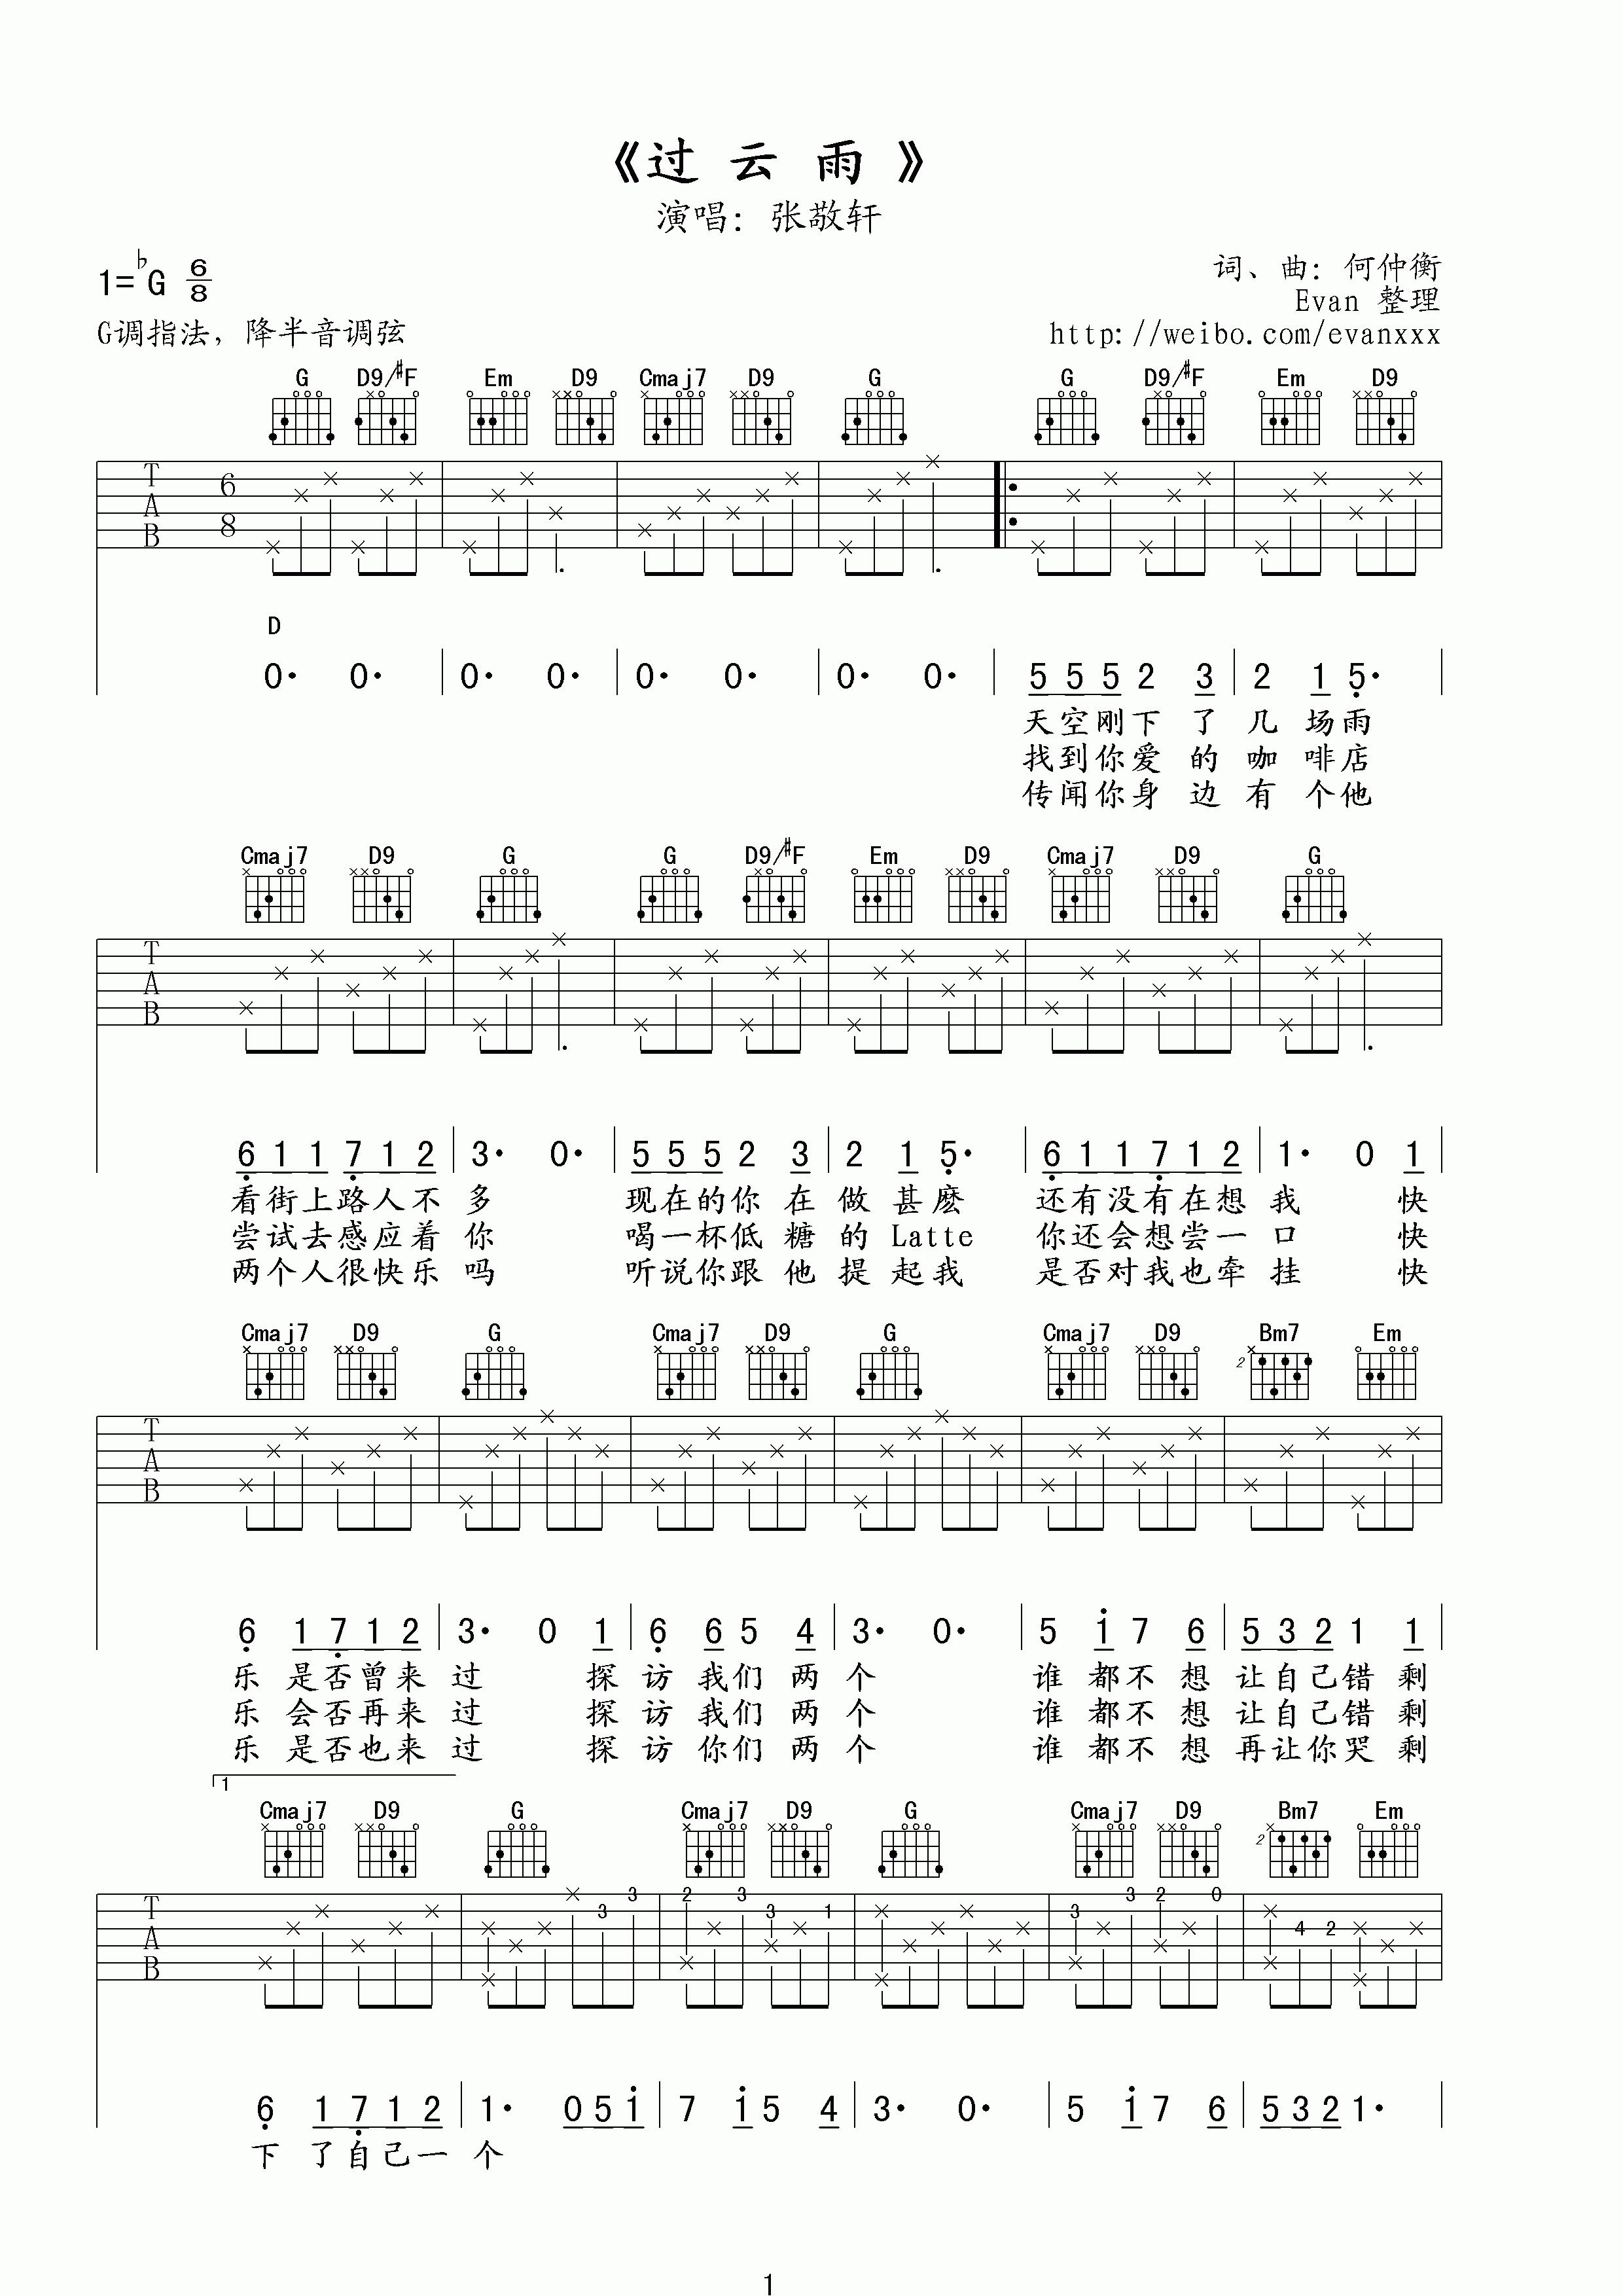 《过云雨》
演唱：张敬轩
1=♭G 6/8
词、曲：何仲衡
Evan 整理
G调指法，降半音调弦
http://weibo.com/evanxxx
G D9/#F Em D9 Cmaj7 D9 G G D9/#F Em D9
T A B 6 8
D
0· 0· | 0· 0· | 0· 0· | 0· 0· | 5 5 5 2 3 | 2 1 5· |
天空刚下了几场雨
找到你爱的咖啡店
传闻你身边有个他
Cmaj7 D9 G G D9/#F Em D9 Cmaj7 D9 G
T A B
6 1 1 7 1 2 | 3· 0· | 5 5 5 2 3 | 2 1 5· | 6 1 1 7 1 2 | 1· 0 1 |
看街上路人不多 现在的你在做甚麽 还有没有在想我 快
尝试去感应着你 喝一杯低糖的Latte 你还会想尝一口 快
两个人很快乐吗 听说你跟他提起我 是否对我也牵挂 快
Cmaj7 D9 G Cmaj7 D9 G Cmaj7 D9 Bm7 Em
2
T A B
6 1 7 1 2 | 3· 0 1 | 6 6 5 4 | 3· 0· | 5 1 7 6 | 5 3 2 1 1 |
乐是否曾来过 探访我们两个 谁都不想让自己错剩
乐会否再来过 探访我们两个 谁都不想让自己错剩
乐是否也来过 探访你们两个 谁都不想再让你哭剩
1
Cmaj7 D9 G Cmaj7 D9 G Cmaj7 D9 Bm7 Em
2
T A B 3 3 2 3 3 1 3 3 2 0 4 2
6 1 7 1 2 | 1· 0 5 1 | 7 1 5 4 | 3· 0· | 5 1 7 6 | 5 3 2 1· |
下了自己一个
1